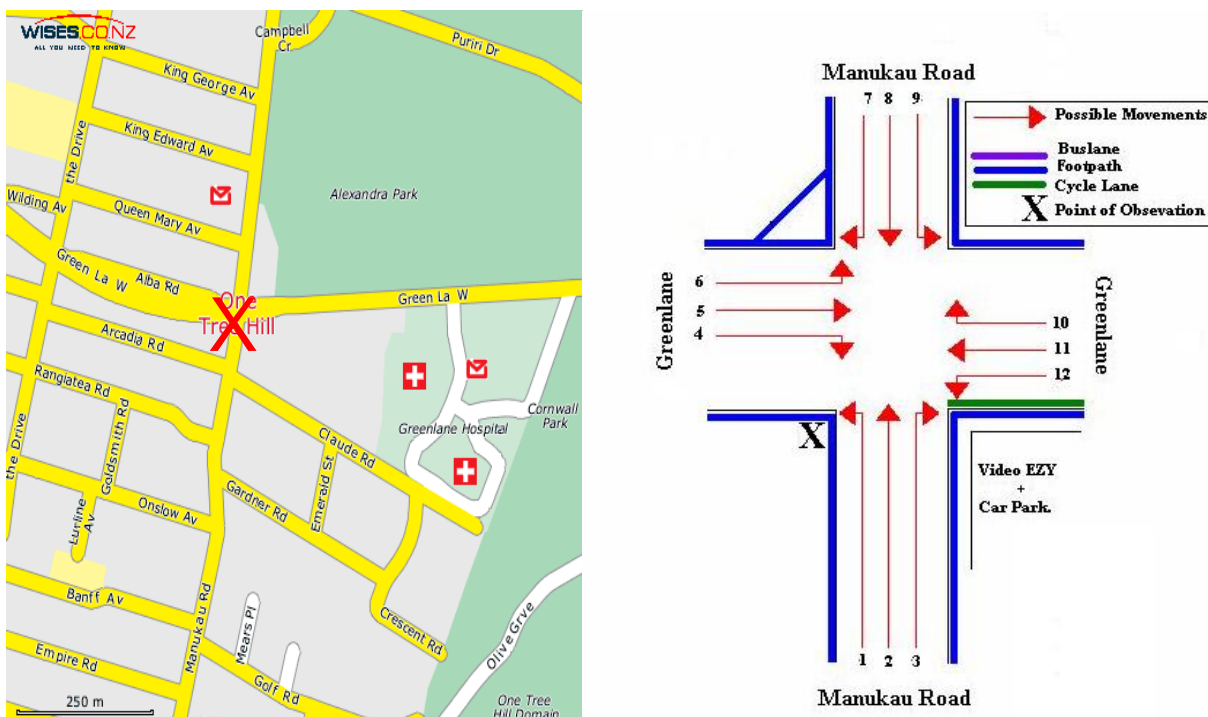 WISES.CO.NZ
ALL YOU NEED TO KNOW
Campbell
Cr.
Puriri Dr
King George Av
King Edward Av
the Drive
Alexandra Park
Wilding Av
Queen Mary Av
Green La W
Alba Rd
One
Tree Hill
Green La W
Arcadia Rd
Rangiatea Rd
Goldsmith Rd
Cornwall
Park
Greenlane Hospital
Claude Rd
the Drive
Emerald St
Gardner Rd
Onslow Av
Lurline
Av
Manukau Rd
Banff Av
Mears Pl
Crescent Rd
Olive Grve
Empire Rd
Golf Rd
250 m
One Tree
Hill Domain
Manukau Road
7 8 9
Possible Movements
Buslane
Footpath
Cycle Lane
X Point of Obsevation
Greenlane
6
5
4
Greenlane
10
11
12
X
Video EZY
+
Car Park.
1 2 3
Manukau Road